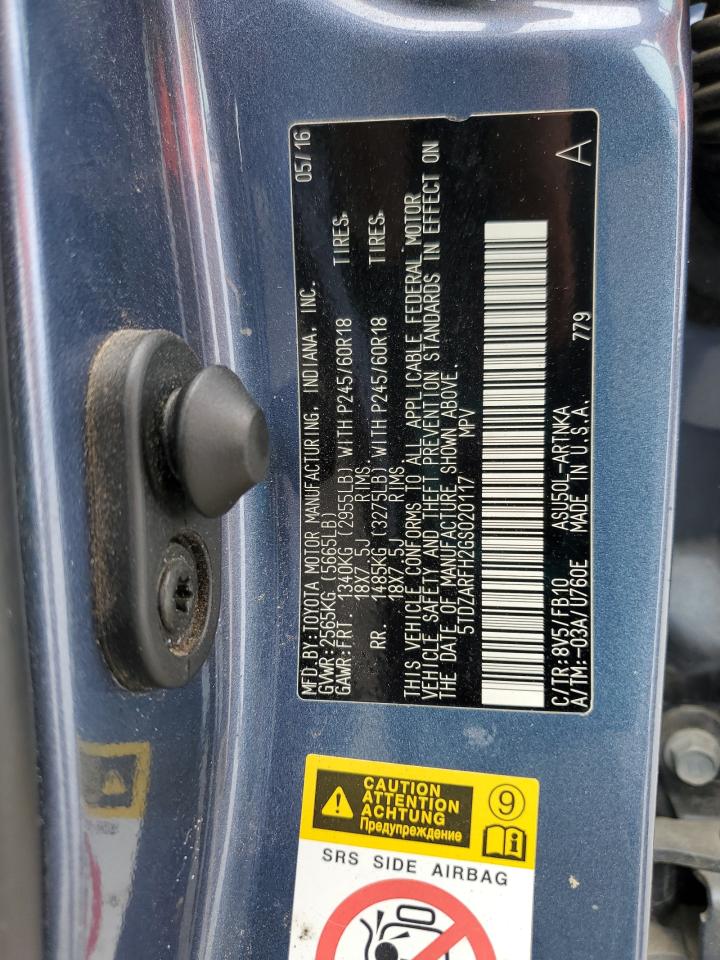 MFD.BY:TOYOTA MOTOR MANUFACTURING, INDIANA, INC. 05/16
GVWR:2565KG (5665LB)
GAWR:FRT. 1340KG (2955LB) WITH P245/60R18 TIRES,
18X7.5J RIMS
RR. 1485KG (3275LB) WITH P245/60R18 TIRES,
18X7.5J RIMS
THIS VEHICLE CONFORMS TO ALL APPLICABLE FEDERAL MOTOR
VEHICLE SAFETY AND THEFT PREVENTION STANDARDS IN EFFECT ON
THE DATE OF MANUFACTURE SHOWN ABOVE.
5TDZARFH2GS020117 MPV
C/TR:8V5/FB10 ASU50L-ARTNKA A
A/TM:-03A/U760E MADE IN U.S.A. 779
CAUTION
ATTENTION
ACHTUNG
Предупреждение
9
i
SRS SIDE AIRBAG